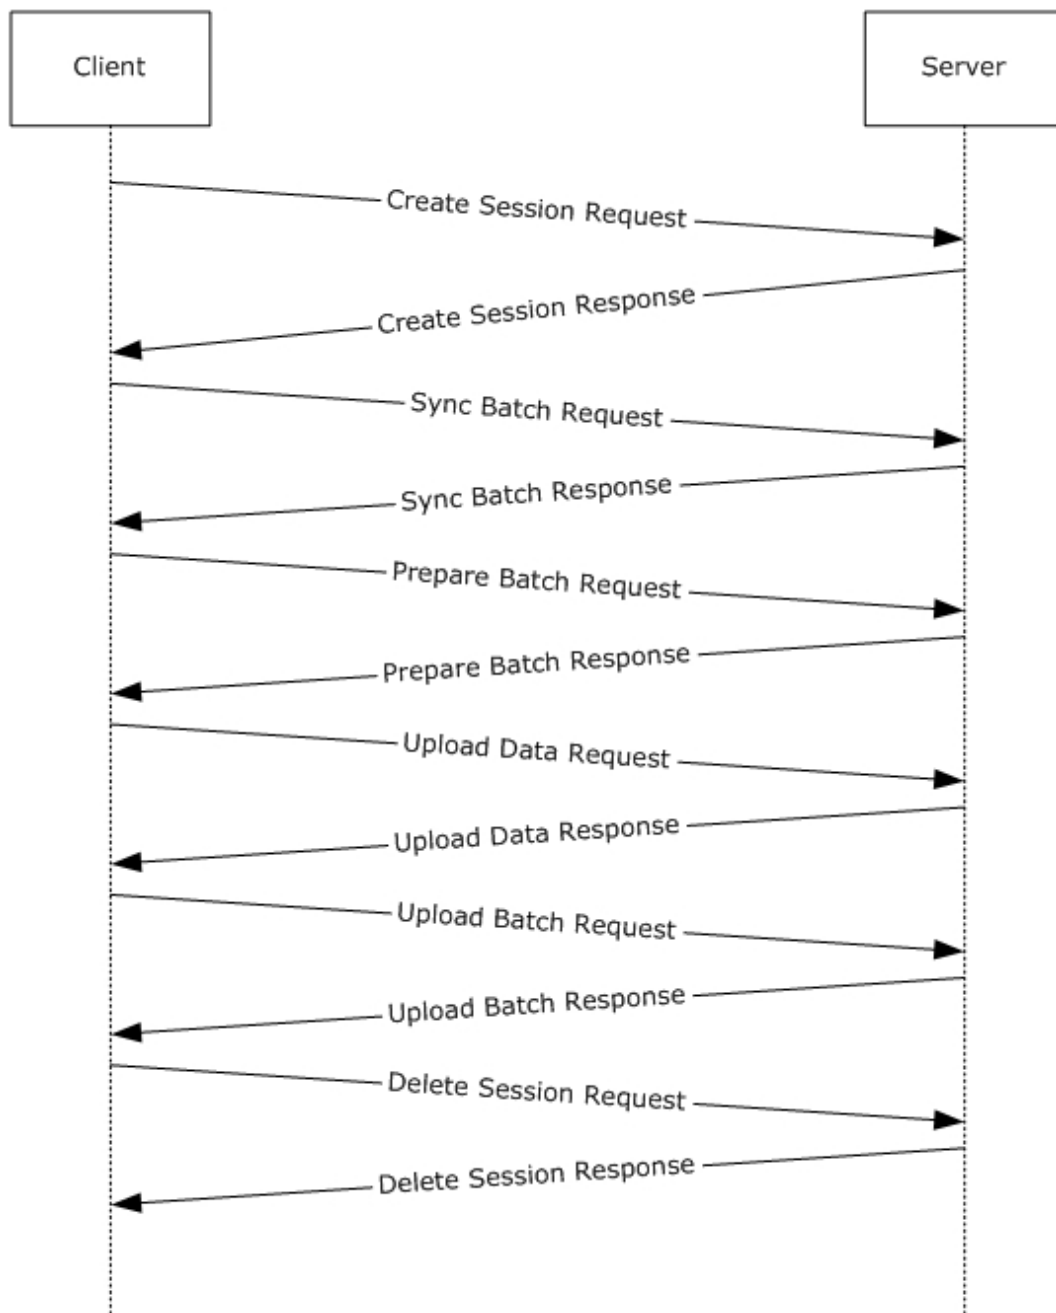 Client
Server
Create Session Request
Create Session Response
Sync Batch Request
Sync Batch Response
Prepare Batch Request
Prepare Batch Response
Upload Data Request
Upload Data Response
Upload Batch Request
Upload Batch Response
Delete Session Request
Delete Session Response